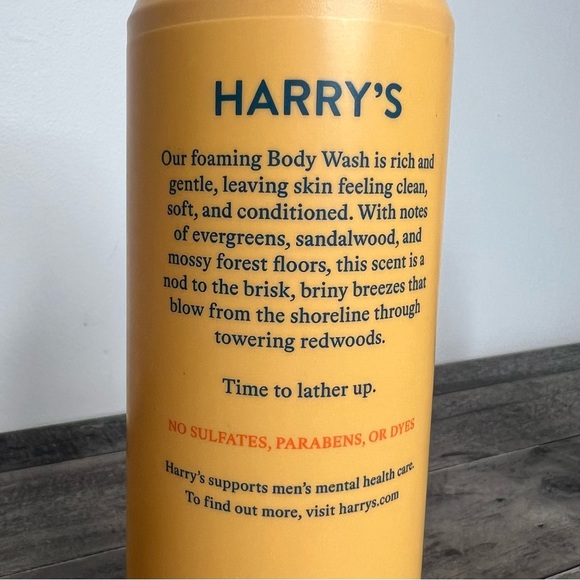 HARRY'S
Our foaming Body Wash is rich and
gentle, leaving skin feeling clean,
soft, and conditioned. With notes
of evergreens, sandalwood, and
mossy forest floors, this scent is a
nod to the brisk, briny breezes that
blow from the shoreline through
towering redwoods.
Time to lather up.
NO SULFATES, PARABENS, OR DYES
Harry's supports men's mental health care.
To find out more, visit harrys.com